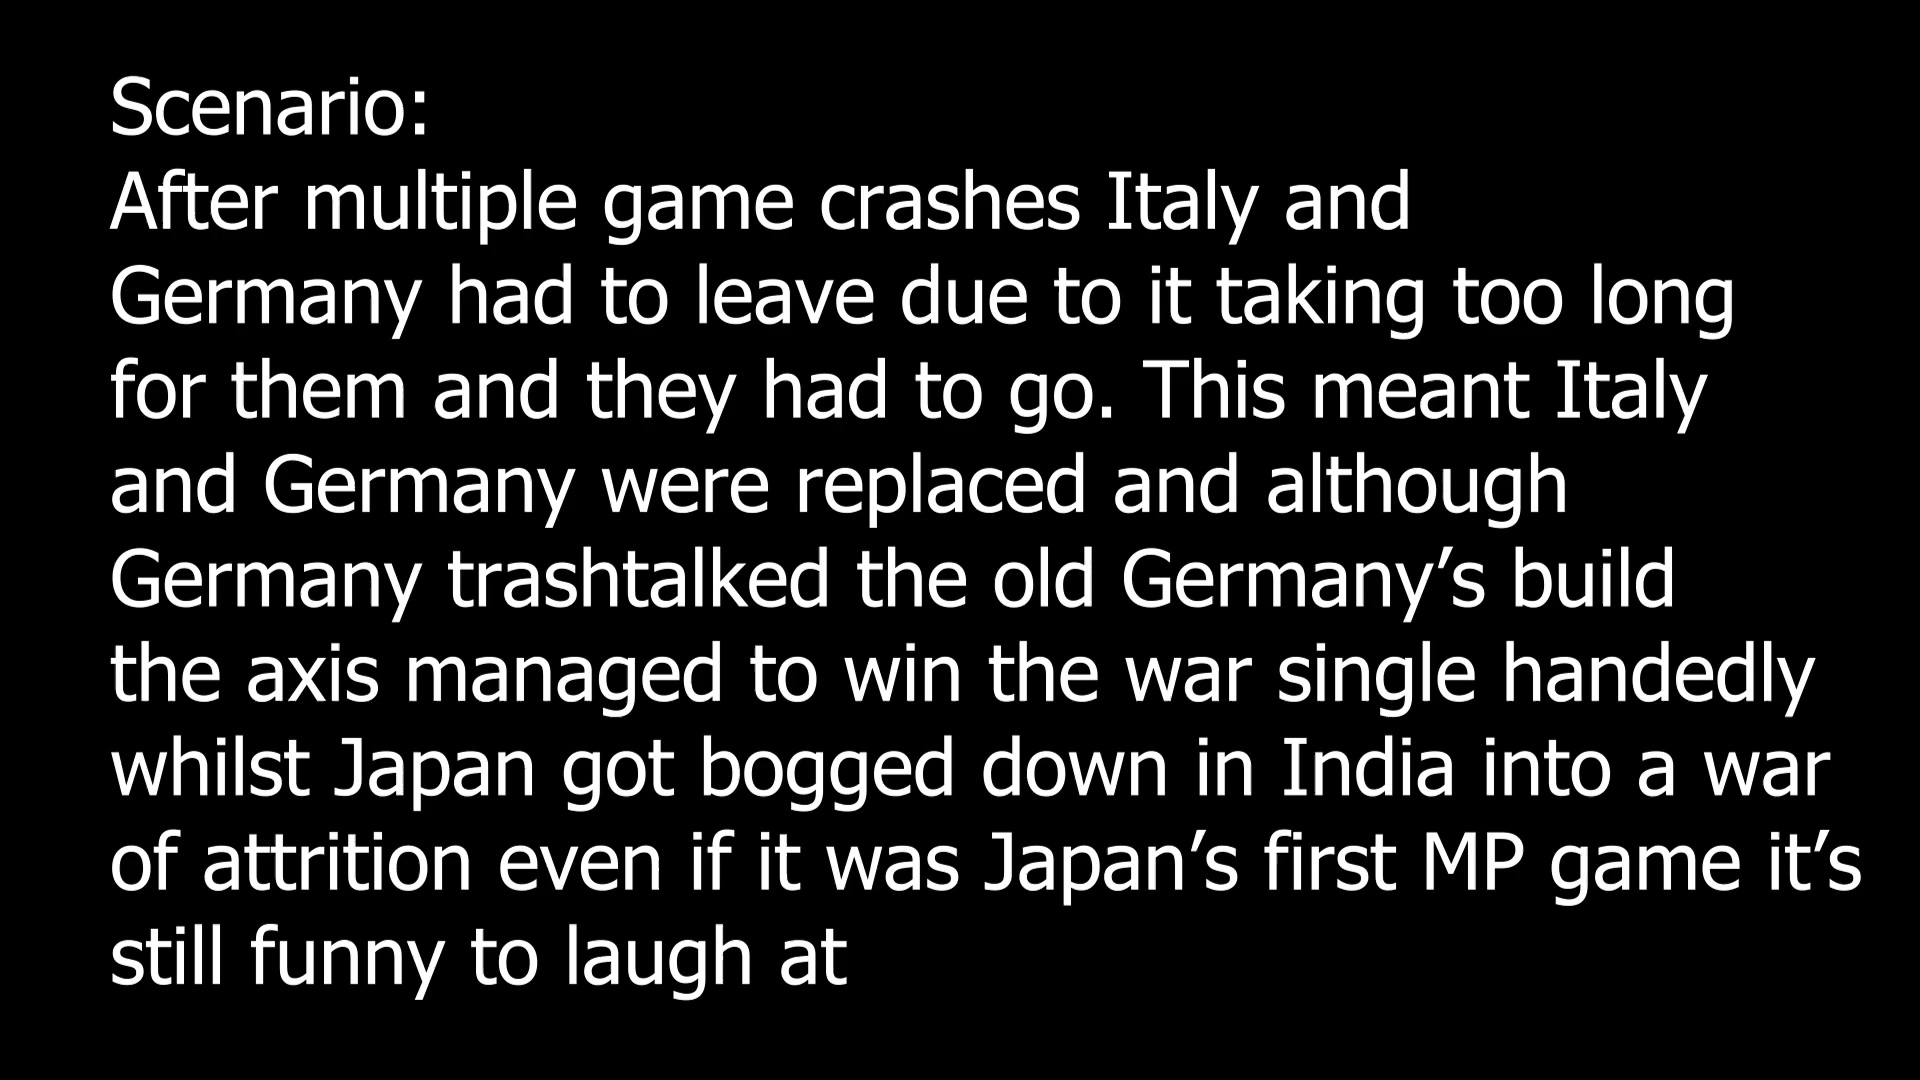 Scenario:
After multiple game crashes Italy and
Germany had to leave due to it taking too long
for them and they had to go. This meant Italy
and Germany were replaced and although
Germany trashtalked the old Germany’s build
the axis managed to win the war single handedly
whilst Japan got bogged down in India into a war
of attrition even if it was Japan’s first MP game it’s
still funny to laugh at